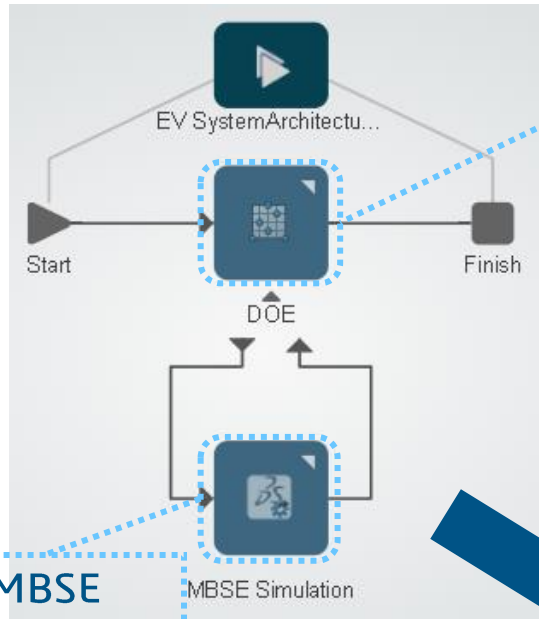 EV SystemArchitectu...
Start
Finish
DOE
MBSE
MBSE Simulation